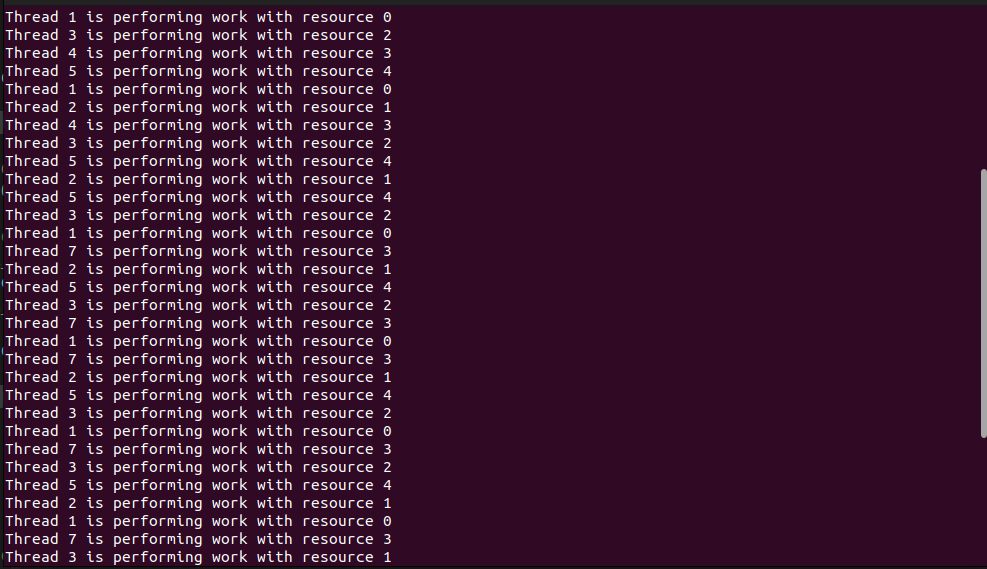 Thread 1 is performing work with resource 0
Thread 3 is performing work with resource 2
Thread 4 is performing work with resource 3
Thread 5 is performing work with resource 4
Thread 1 is performing work with resource 0
Thread 2 is performing work with resource 1
Thread 4 is performing work with resource 3
Thread 3 is performing work with resource 2
Thread 5 is performing work with resource 4
Thread 2 is performing work with resource 1
Thread 5 is performing work with resource 4
Thread 3 is performing work with resource 2
Thread 1 is performing work with resource 0
Thread 7 is performing work with resource 3
Thread 2 is performing work with resource 1
Thread 5 is performing work with resource 4
Thread 3 is performing work with resource 2
Thread 7 is performing work with resource 3
Thread 1 is performing work with resource 0
Thread 7 is performing work with resource 3
Thread 2 is performing work with resource 1
Thread 5 is performing work with resource 4
Thread 3 is performing work with resource 2
Thread 1 is performing work with resource 0
Thread 7 is performing work with resource 3
Thread 3 is performing work with resource 2
Thread 5 is performing work with resource 4
Thread 2 is performing work with resource 1
Thread 1 is performing work with resource 0
Thread 7 is performing work with resource 3
Thread 3 is performing work with resource 1